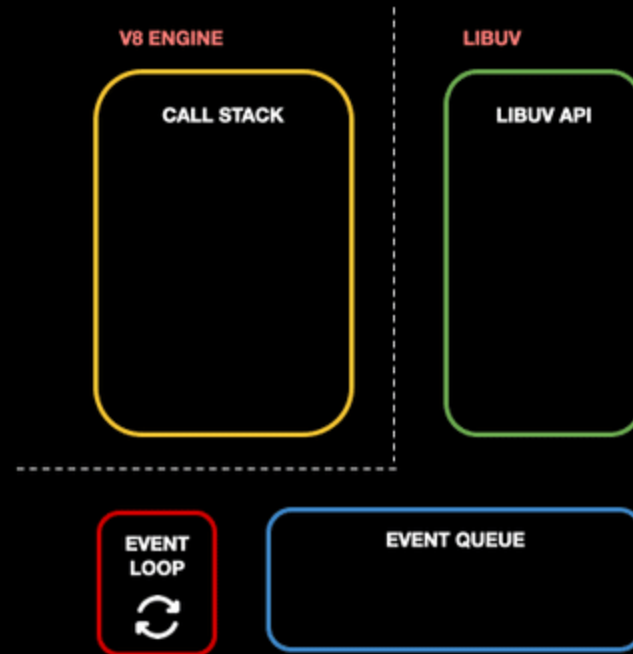 V8 ENGINE
LIBUV
CALL STACK
LIBUV API
EVENT
LOOP
EVENT QUEUE